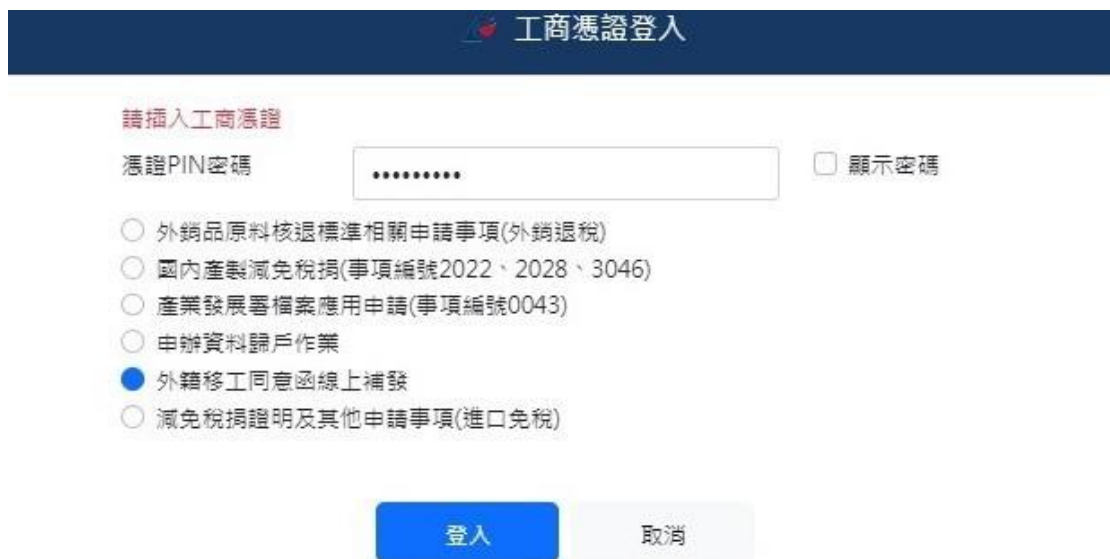 工商憑證登入
請插入工商憑證
憑證PIN密碼 ••••••••• 顯示密碼
外銷品原料核退標準相關申請事項(外銷退稅)
國內產製減免稅捐(事項編號2022、2028、3046)
產業發展署檔案應用申請(事項編號0043)
申辦資料歸戶作業
外籍移工同意函線上補發
減免稅捐證明及其他申請事項(進口免稅)
登入 取消